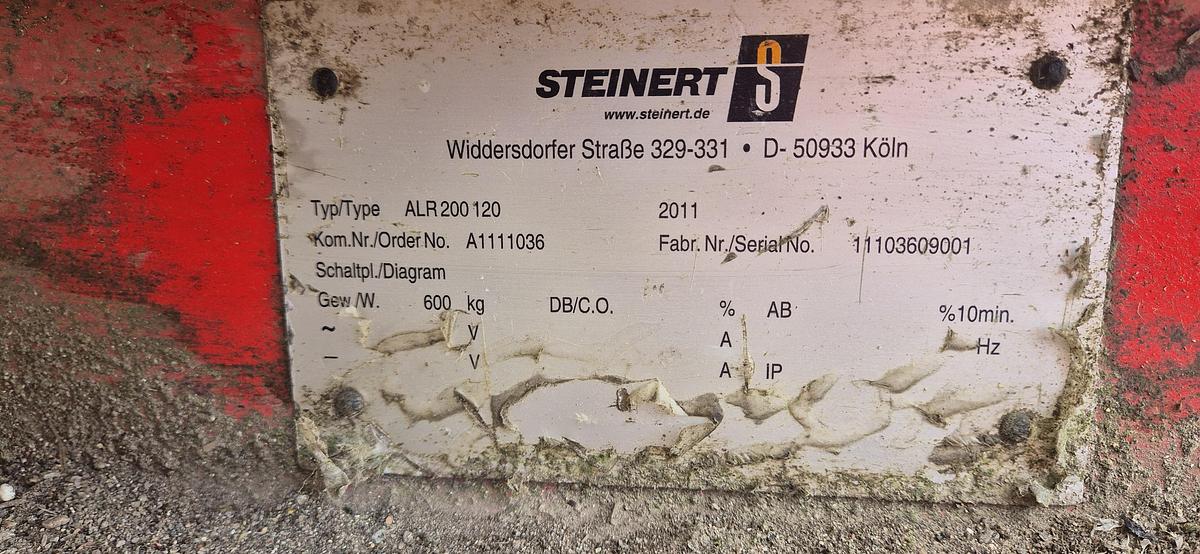 STEINERT S
www.steinert.de
Widdersdorfer Straße 329-331 • D- 50933 Köln
Typ/Type ALR 200 120 2011
Kom.Nr./Order No. A1111036 Fabr. Nr./Serial No. 11103609001
Schaltpl./Diagram
Gew /W. 600 kg DB/C.O. % AB %10min.
~ V A Hz
– V A IP